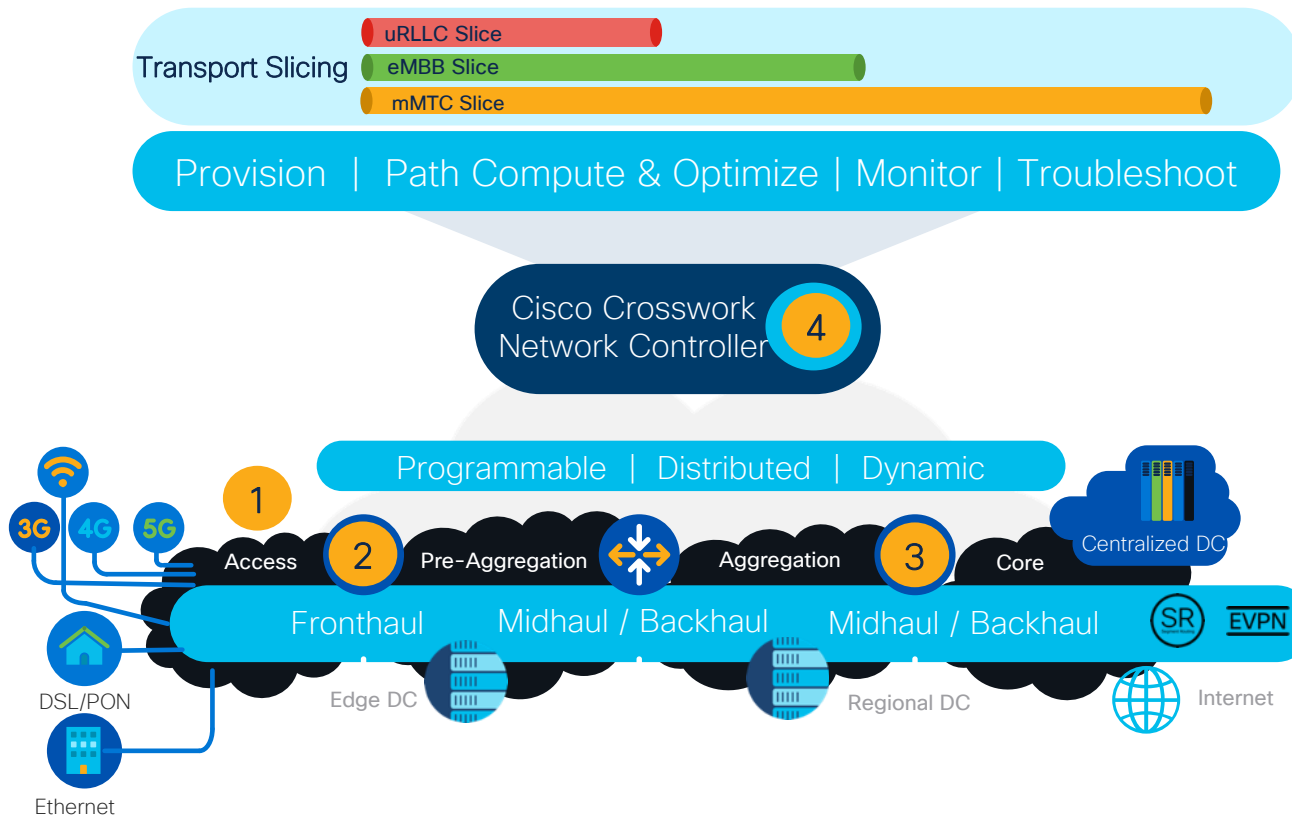 uRLLC Slice
Transport Slicing
eMBB Slice
mMTC Slice
Provision | Path Compute & Optimize | Monitor | Troubleshoot
Cisco Crosswork
Network Controller
4
Programmable | Distributed | Dynamic
1
3G
4G
5G
Access
2
Pre-Aggregation
Aggregation
3
Core
Centralized DC
Fronthaul
Midhaul / Backhaul
Midhaul / Backhaul
SR
Segment Routing
EVPN
DSL/PON
Edge DC
Regional DC
Internet
Ethernet